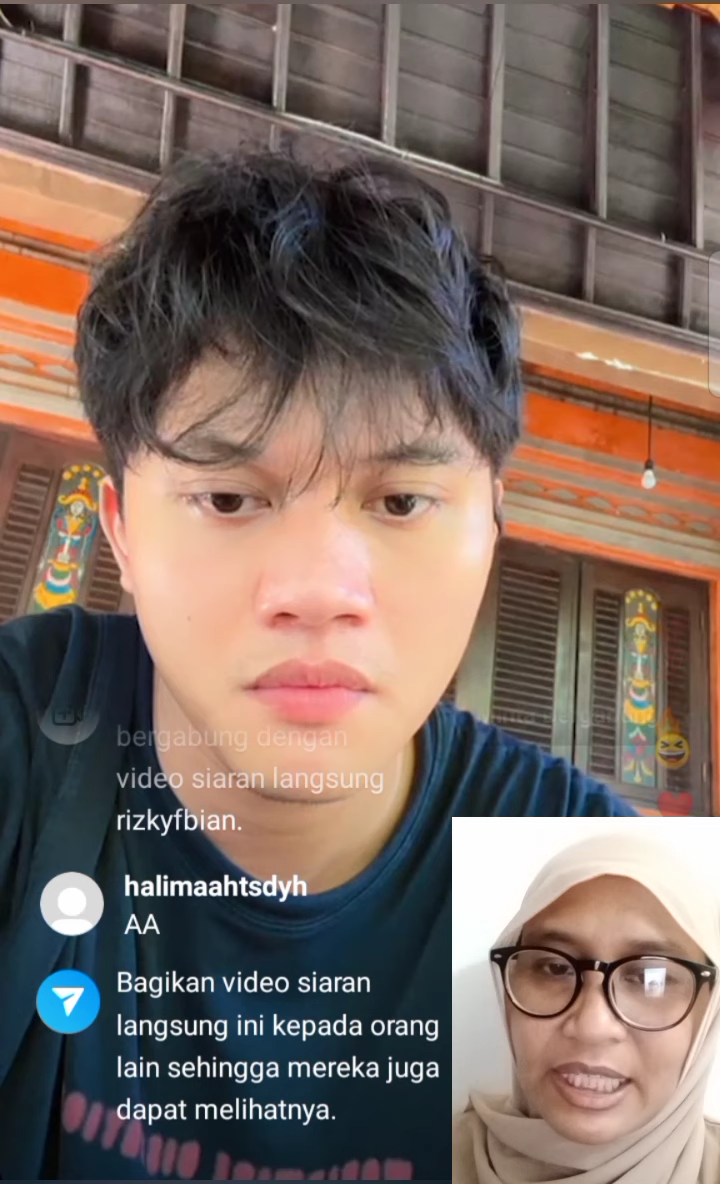 bergabung dengan
video siaran langsung
rizkyfbian.
halimaahtsdyh
AA
Bagikan video siaran
langsung ini kepada orang
lain sehingga mereka juga
dapat melihatnya.